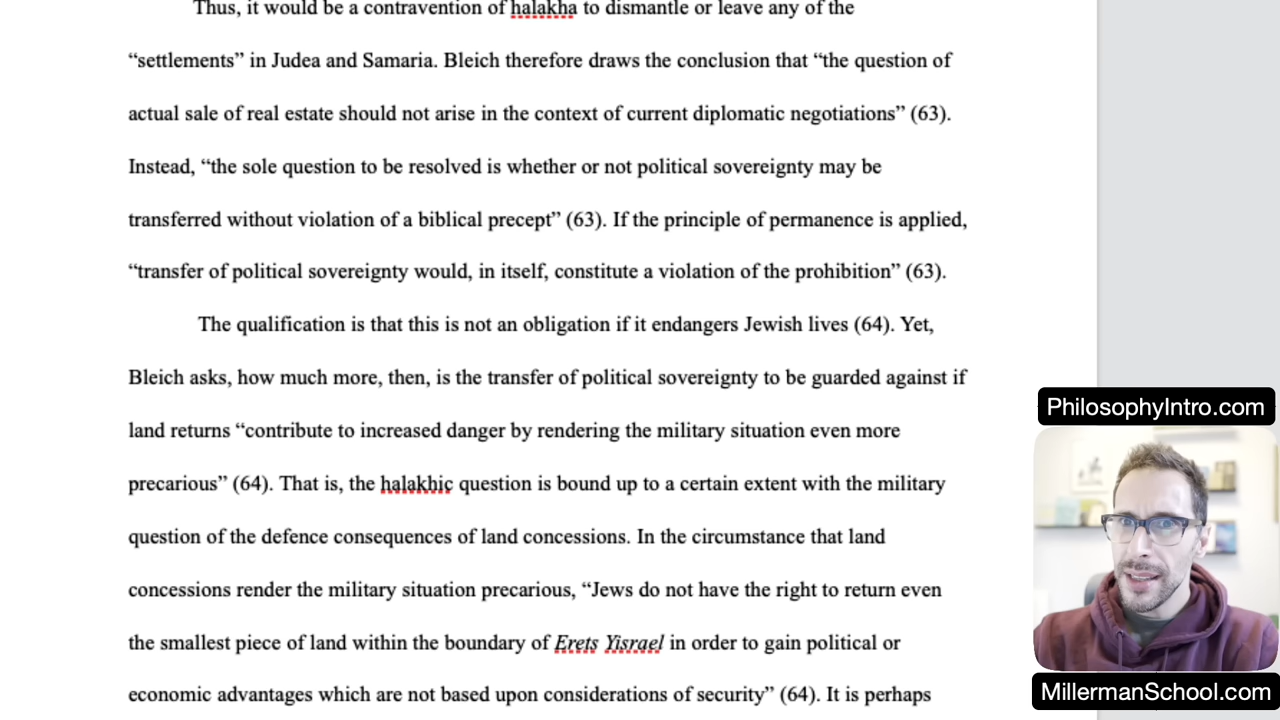 Thus, it would be a contravention of halakha to dismantle or leave any of the
“settlements” in Judea and Samaria. Bleich therefore draws the conclusion that “the question of
actual sale of real estate should not arise in the context of current diplomatic negotiations” (63).
Instead, “the sole question to be resolved is whether or not political sovereignty may be
transferred without violation of a biblical precept” (63). If the principle of permanence is applied,
“transfer of political sovereignty would, in itself, constitute a violation of the prohibition” (63).
The qualification is that this is not an obligation if it endangers Jewish lives (64). Yet,
Bleich asks, how much more, then, is the transfer of political sovereignty to be guarded against if
land returns “contribute to increased danger by rendering the military situation even more
precarious” (64). That is, the halakhic question is bound up to a certain extent with the military
question of the defence consequences of land concessions. In the circumstance that land
concessions render the military situation precarious, “Jews do not have the right to return even
the smallest piece of land within the boundary of Erets Yisrael in order to gain political or
economic advantages which are not based upon considerations of security” (64). It is perhaps
PhilosophyIntro.com
MillermanSchool.com